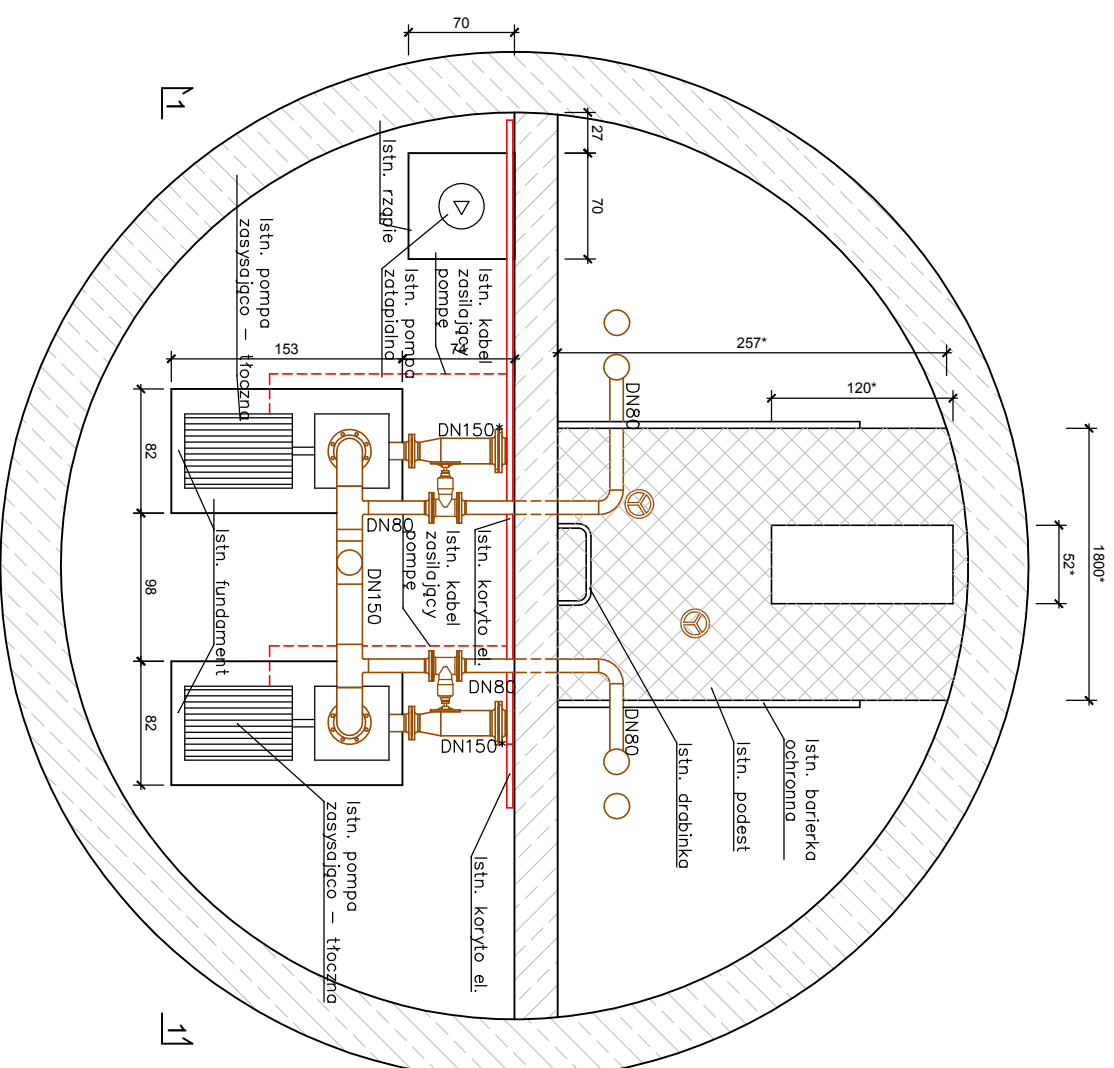 70
1
27
70
Istn. rząpie
Istn. pompa
zasysająco – tłoczna
Istn. kabel
zasilający
pompę
Istn. pompa
zatapialna
153
74
257*
120*
1800*
52*
82
98
82
DN80
DN150*
DN80
DN150
Istn. kabel
zasilający
pompę
Istn. koryto el.
Istn. fundament
DN80
DN150*
DN80
Istn. drabinka
Istn. podest
Istn. barierka
ochronna
Istn. pompa
zasysająco – tłoczna
Istn. koryto el.
1'